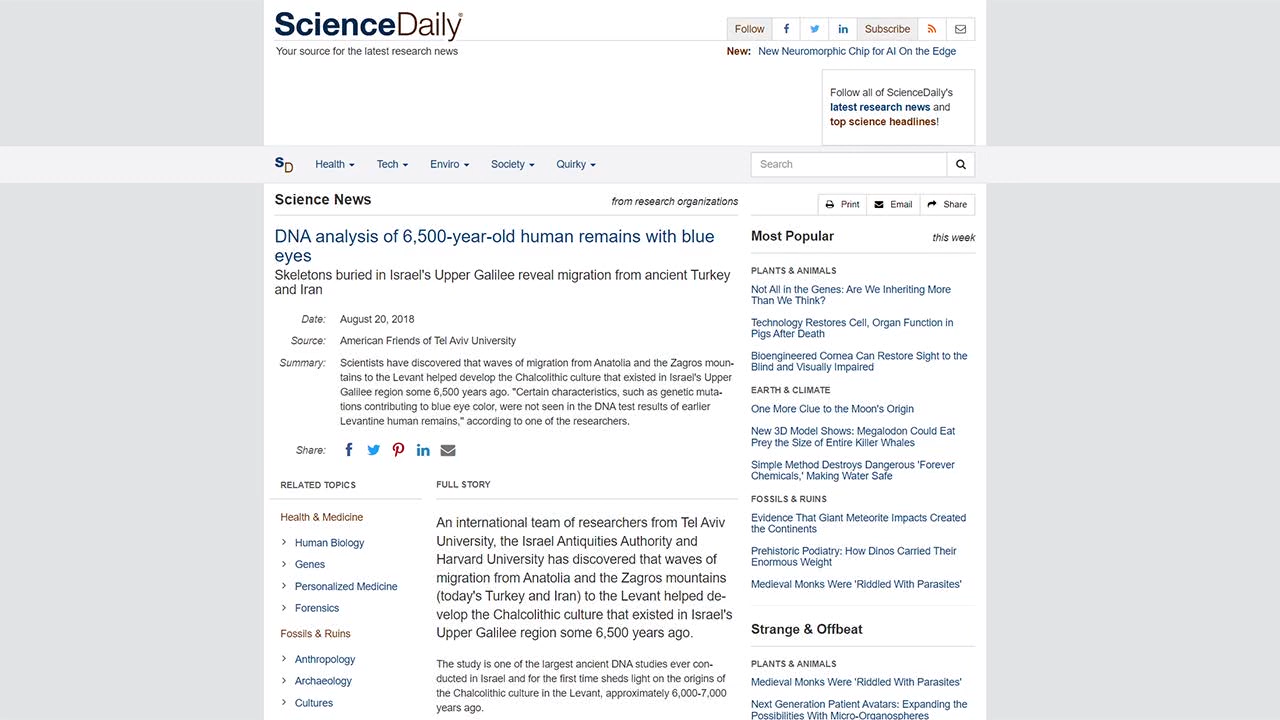 ScienceDaily®
Your source for the latest research news
Follow
Subscribe
New: New Neuromorphic Chip for AI On the Edge
Follow all of ScienceDaily's
latest research news and
top science headlines!
SD
Health
Tech
Enviro
Society
Quirky
Search
Science News
from research organizations
DNA analysis of 6,500-year-old human remains with blue
eyes
Skeletons buried in Israel's Upper Galilee reveal migration from ancient Turkey
and Iran
Date: August 20, 2018
Source: American Friends of Tel Aviv University
Summary: Scientists have discovered that waves of migration from Anatolia and the Zagros moun-
tains to the Levant helped develop the Chalcolithic culture that existed in Israel's Upper
Galilee region some 6,500 years ago. "Certain characteristics, such as genetic muta-
tions contributing to blue eye color, were not seen in the DNA test results of earlier
Levantine human remains," according to one of the researchers.
Share:
RELATED TOPICS
Health & Medicine
Human Biology
Genes
Personalized Medicine
Forensics
Fossils & Ruins
Anthropology
Archaeology
Cultures
FULL STORY
An international team of researchers from Tel Aviv
University, the Israel Antiquities Authority and
Harvard University has discovered that waves of
migration from Anatolia and the Zagros mountains
(today's Turkey and Iran) to the Levant helped de-
velop the Chalcolithic culture that existed in Israel's
Upper Galilee region some 6,500 years ago.
The study is one of the largest ancient DNA studies ever con-
ducted in Israel and for the first time sheds light on the origins of
the Chalcolithic culture in the Levant, approximately 6,000-7,000
years ago.
Print
Email
Share
Most Popular
this week
PLANTS & ANIMALS
Not All in the Genes: Are We Inheriting More
Than We Think?
Technology Restores Cell, Organ Function in
Pigs After Death
Bioengineered Cornea Can Restore Sight to the
Blind and Visually Impaired
EARTH & CLIMATE
One More Clue to the Moon's Origin
New 3D Model Shows: Megalodon Could Eat
Prey the Size of Entire Killer Whales
Simple Method Destroys Dangerous 'Forever
Chemicals,' Making Water Safe
FOSSILS & RUINS
Evidence That Giant Meteorite Impacts Created
the Continents
Prehistoric Podiatry: How Dinos Carried Their
Enormous Weight
Medieval Monks Were 'Riddled With Parasites'
Strange & Offbeat
PLANTS & ANIMALS
Medieval Monks Were 'Riddled With Parasites'
Next Generation Patient Avatars: Expanding the
Possibilities With Micro-Organospheres